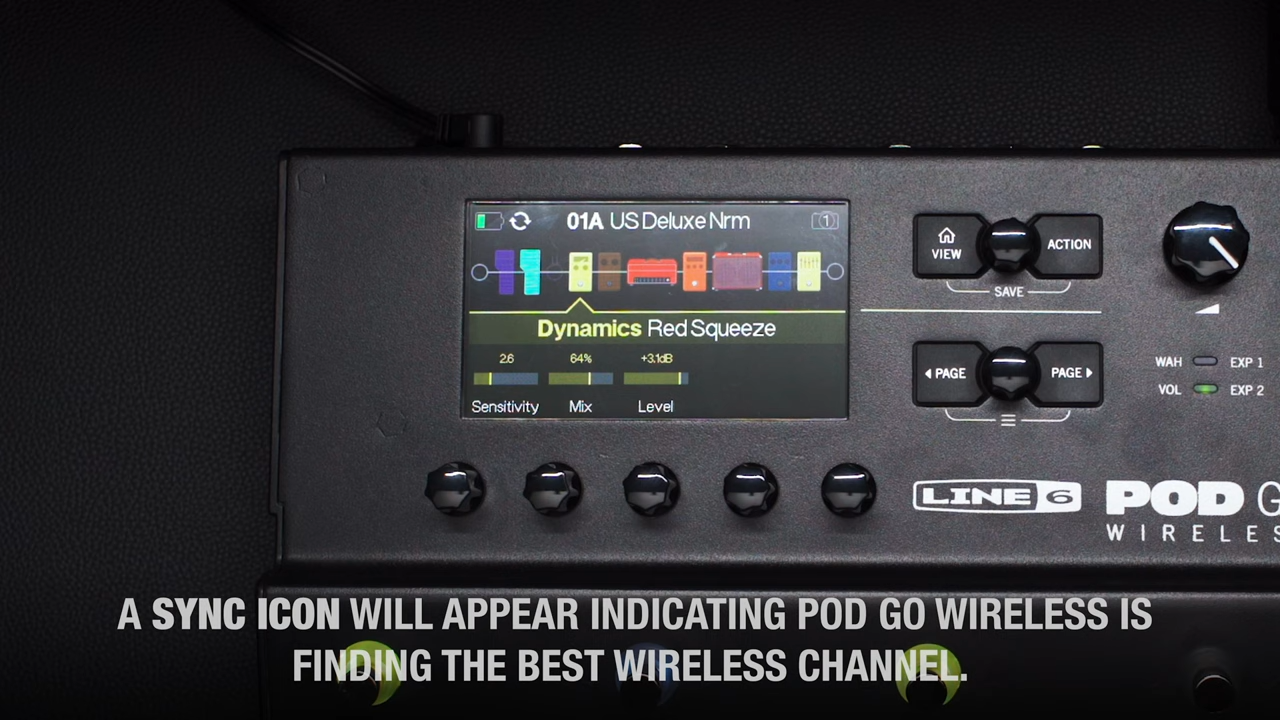 01A US Deluxe Nrm
1
Dynamics Red Squeeze
2.6 64% +3.1dB
Sensitivity Mix Level
VIEW ACTION
SAVE
PAGE PAGE
WAH EXP 1
VOL EXP 2
LINE 6 POD G
WIRELES
A SYNC ICON WILL APPEAR INDICATING POD GO WIRELESS IS
FINDING THE BEST WIRELESS CHANNEL.